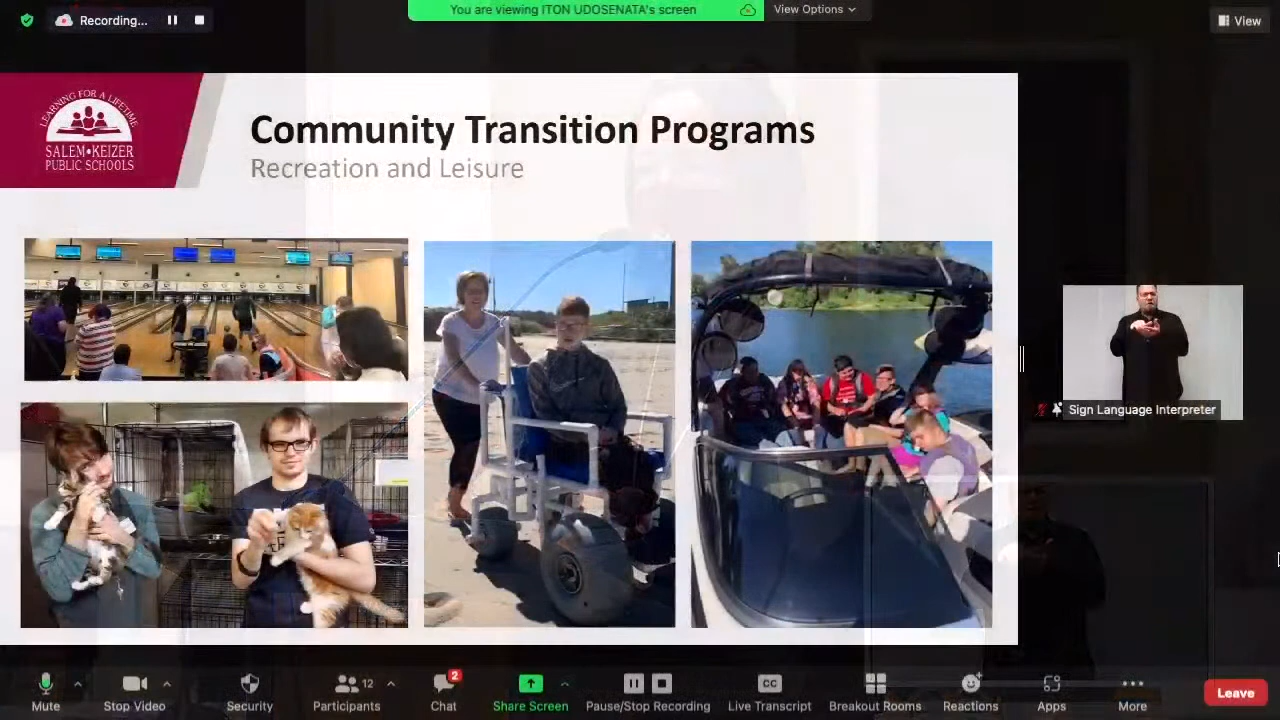 Recording...
You are viewing ITON UDOSENATA's screen
View Options
View
LEARNING FOR A LIFETIME
SALEM•KEIZER
PUBLIC SCHOOLS
Community Transition Programs
Recreation and Leisure
Sign Language Interpreter
Mute
Stop Video
Security
Participants
12
Chat
2
Share Screen
Pause/Stop Recording
CC
Live Transcript
Breakout Rooms
Reactions
Apps
More
Leave